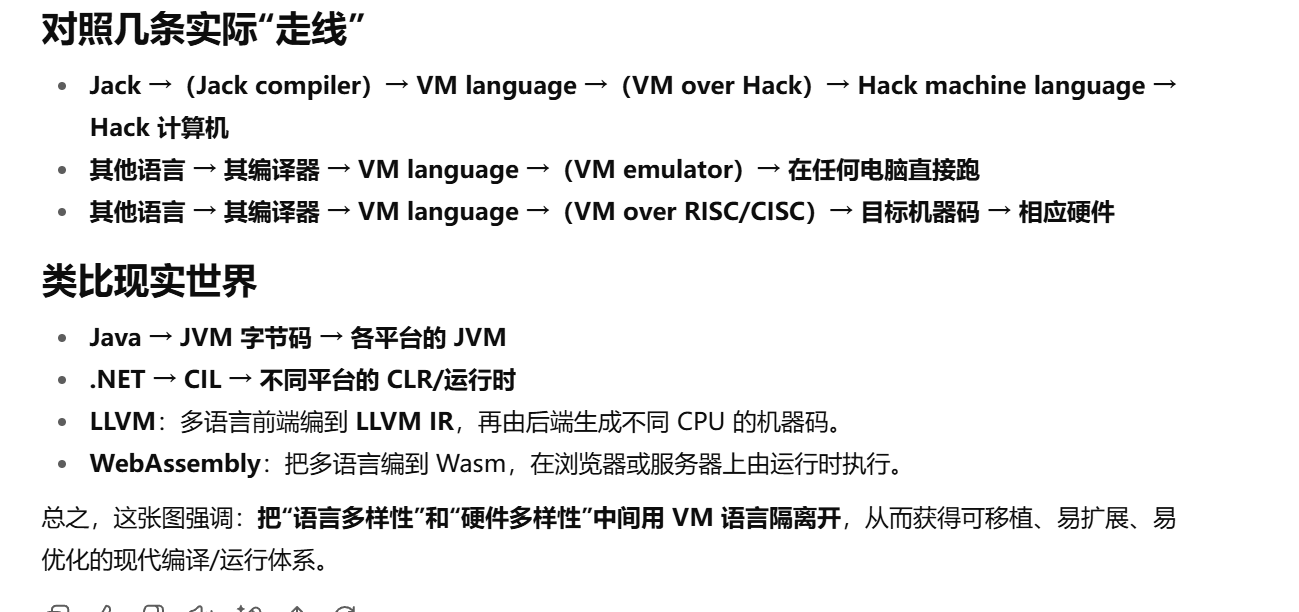 对照几条实际“走线”
Jack →（Jack compiler）→ VM language →（VM over Hack）→ Hack machine language →
Hack 计算机
其他语言 → 其编译器 → VM language →（VM emulator）→ 在任何电脑直接跑
其他语言 → 其编译器 → VM language →（VM over RISC/CISC）→ 目标机器码 → 相应硬件
类比现实世界
Java → JVM 字节码 → 各平台的 JVM
.NET → CIL → 不同平台的 CLR/运行时
LLVM：多语言前端编到 LLVM IR，再由后端生成不同 CPU 的机器码。
WebAssembly：把多语言编到 Wasm，在浏览器或服务器上由运行时执行。
总之，这张图强调：把“语言多样性”和“硬件多样性”中间用 VM 语言隔离开，从而获得可移植、易扩展、易
优化的现代编译/运行体系。